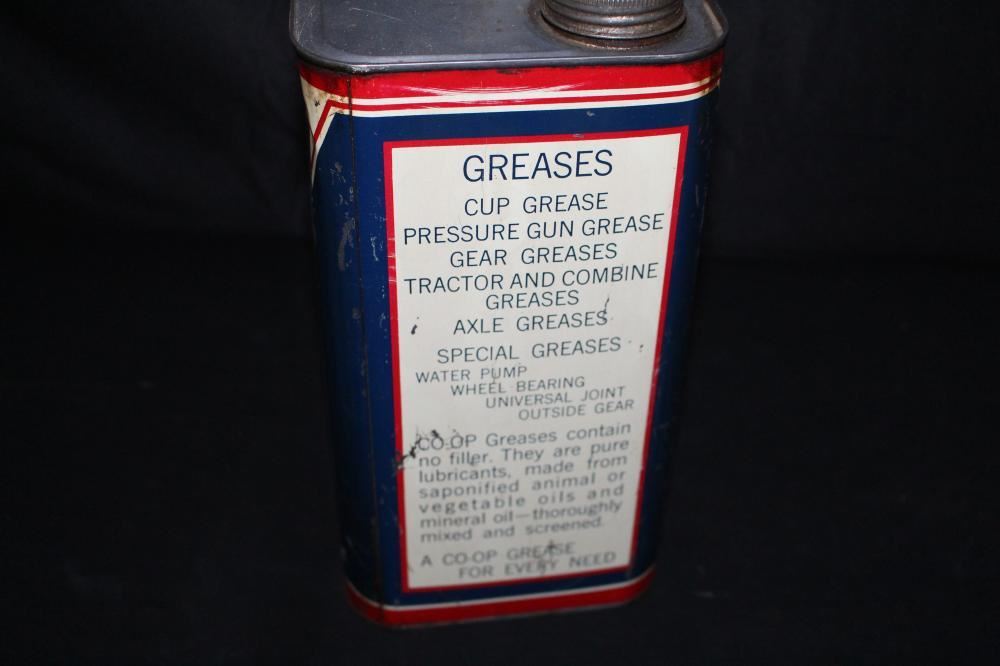 GREASES
CUP GREASE
PRESSURE GUN GREASE
GEAR GREASES
TRACTOR AND COMBINE
GREASES
AXLE GREASES
SPECIAL GREASES
WATER PUMP
WHEEL BEARING
UNIVERSAL JOINT
OUTSIDE GEAR
CO-OP Greases contain
no filler. They are pure
lubricants, made from
saponified animal or
vegetable oils and
mineral oil—thoroughly
mixed and screened.
A CO-OP GREASE
FOR EVERY NEED